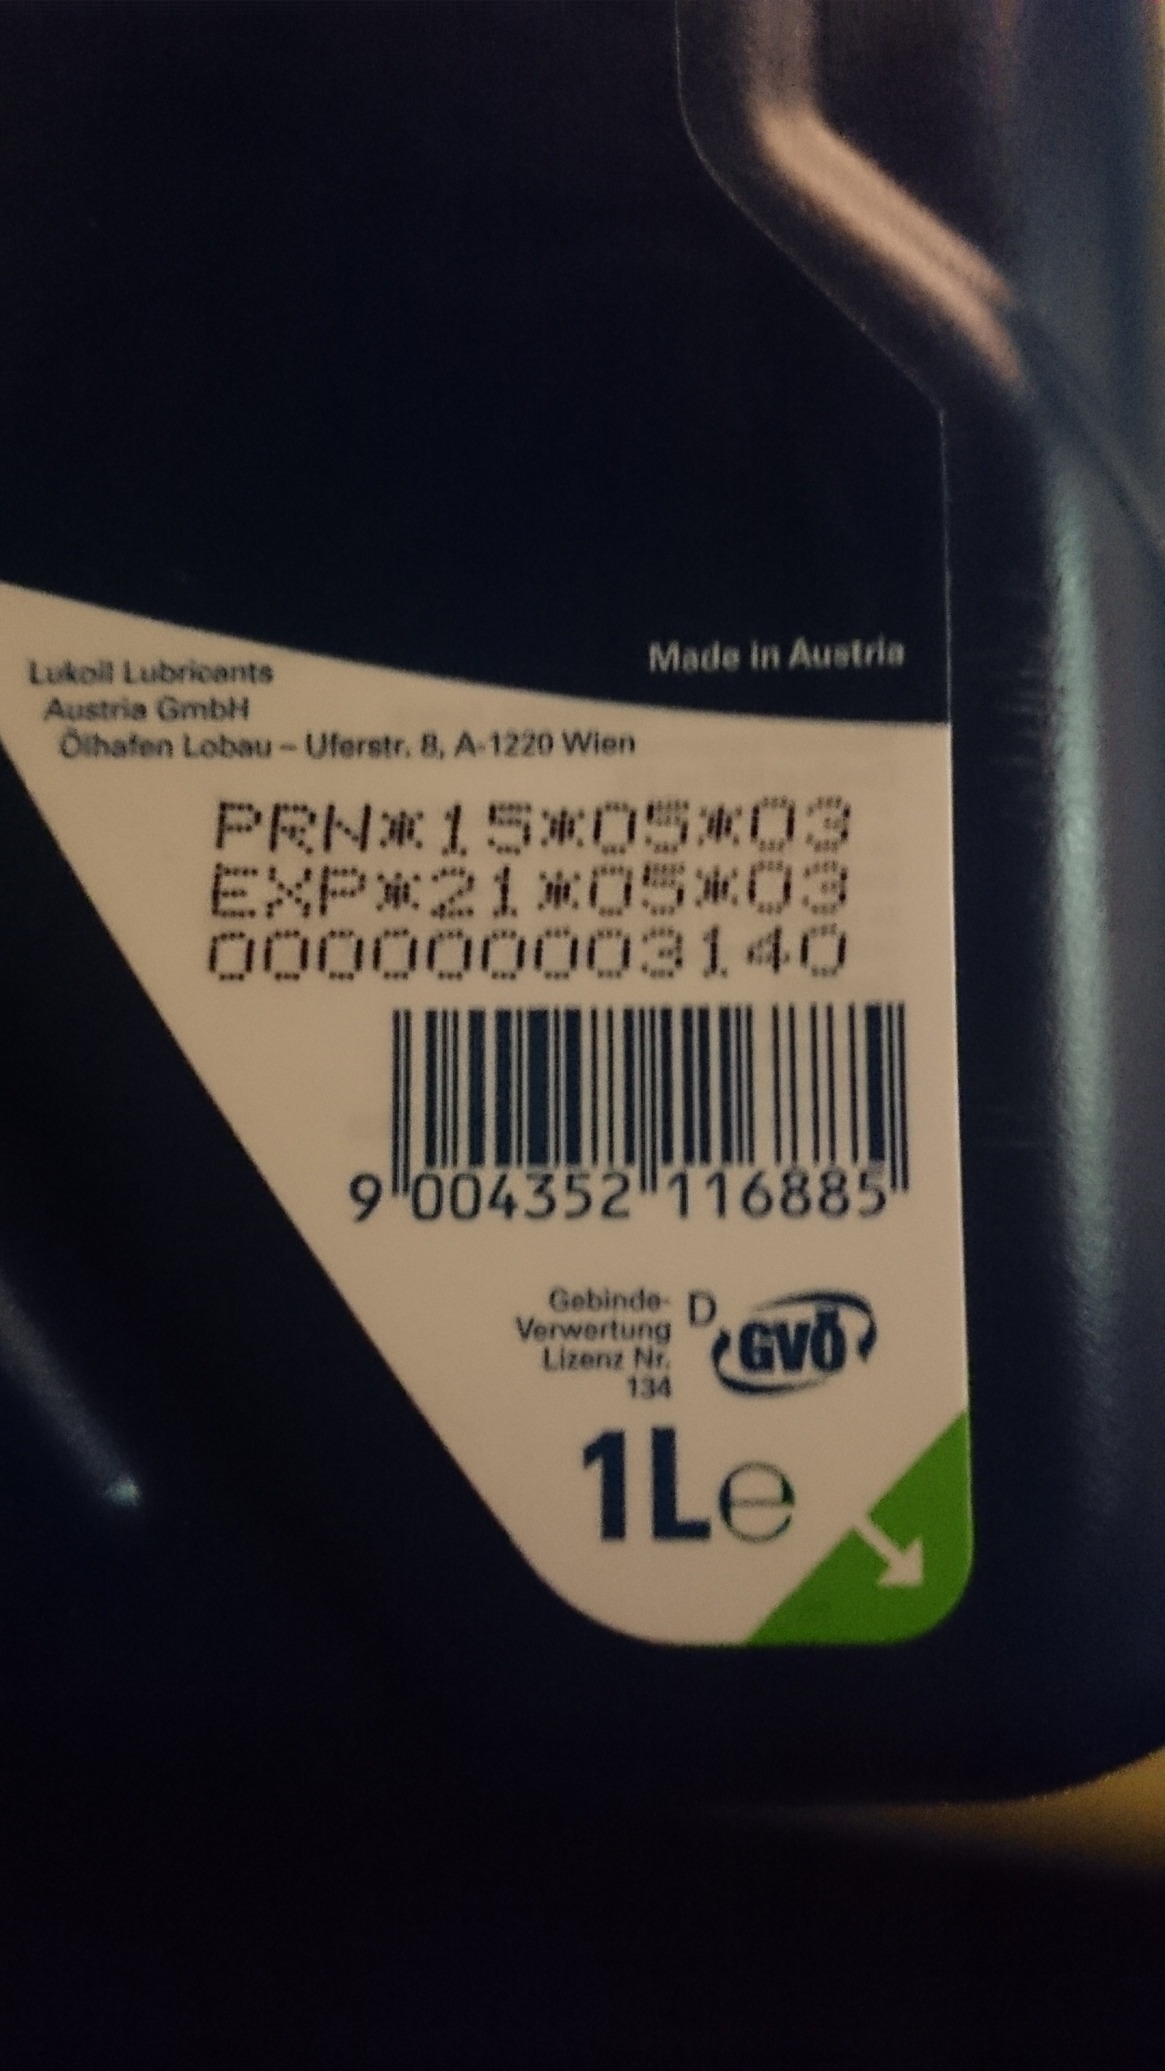 Made in Austria
Lukoil Lubricants
Austria GmbH
Ölhafen Lobau – Uferstr. 8, A-1220 Wien
PRN*15*05*03
EXP*21*05*03
000000003140
9 004352 116885
Gebinde-
Verwertung
Lizenz Nr.
134
D
GVÖ
1L℮